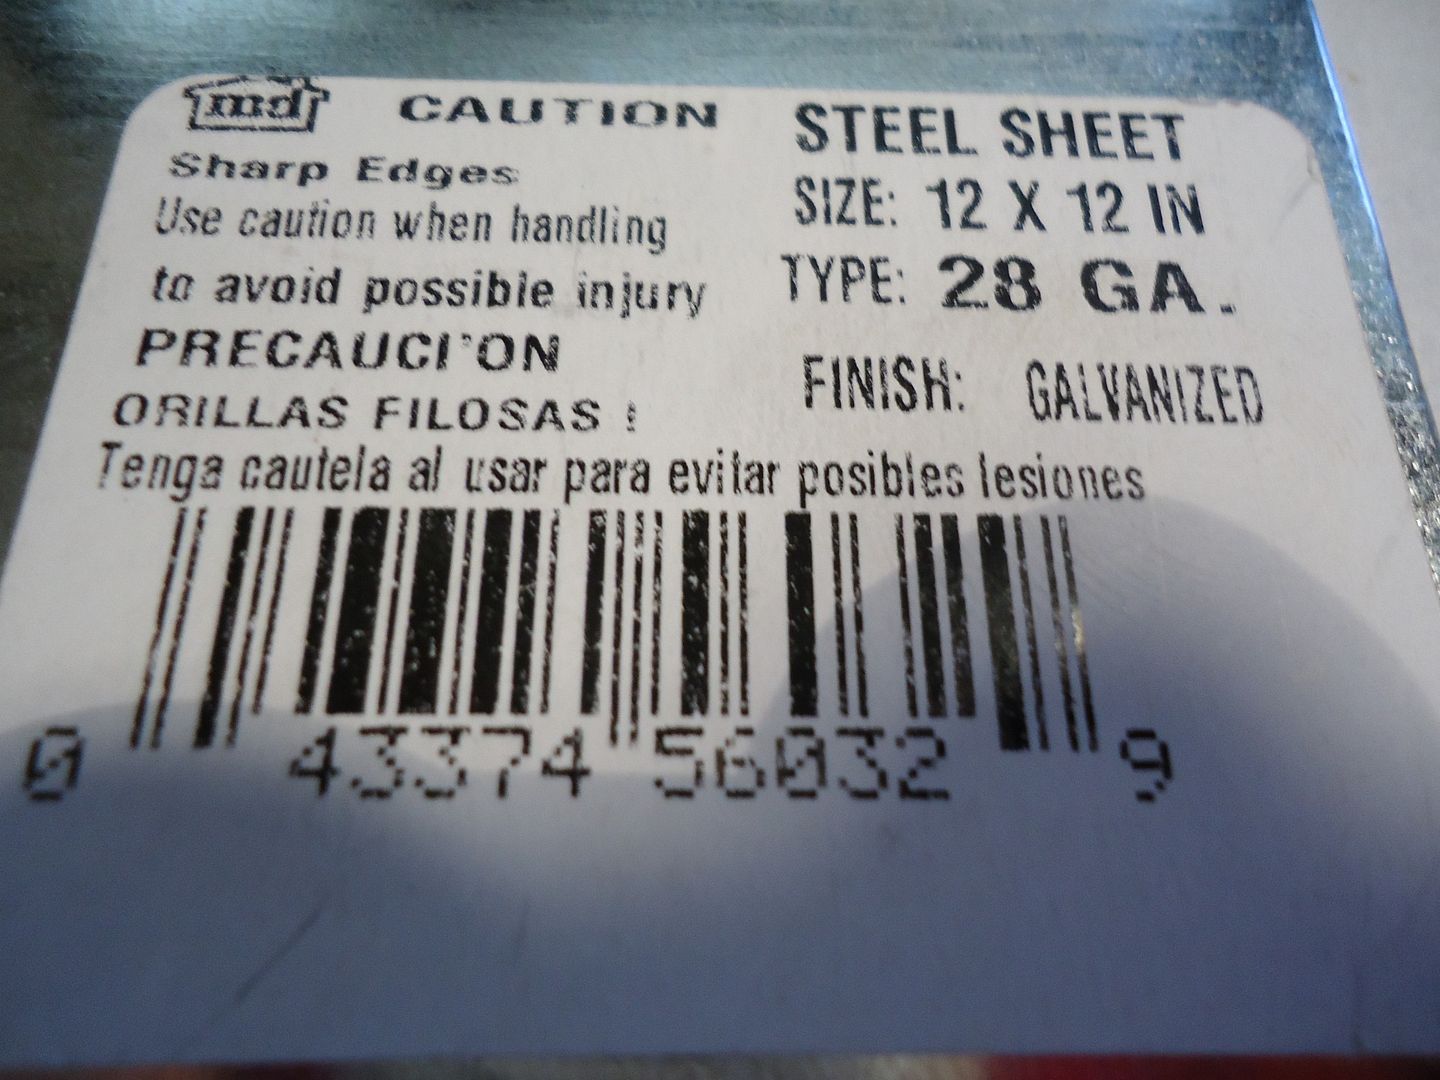 md
CAUTION
Sharp Edges
Use caution when handling
to avoid possible injury
PRECAUCI'ON
ORILLAS FILOSAS !
Tenga cautela al usar para evitar posibles lesiones
STEEL SHEET
SIZE: 12 X 12 IN
TYPE: 28 GA.
FINISH: GALVANIZED
0 43374 56032 9